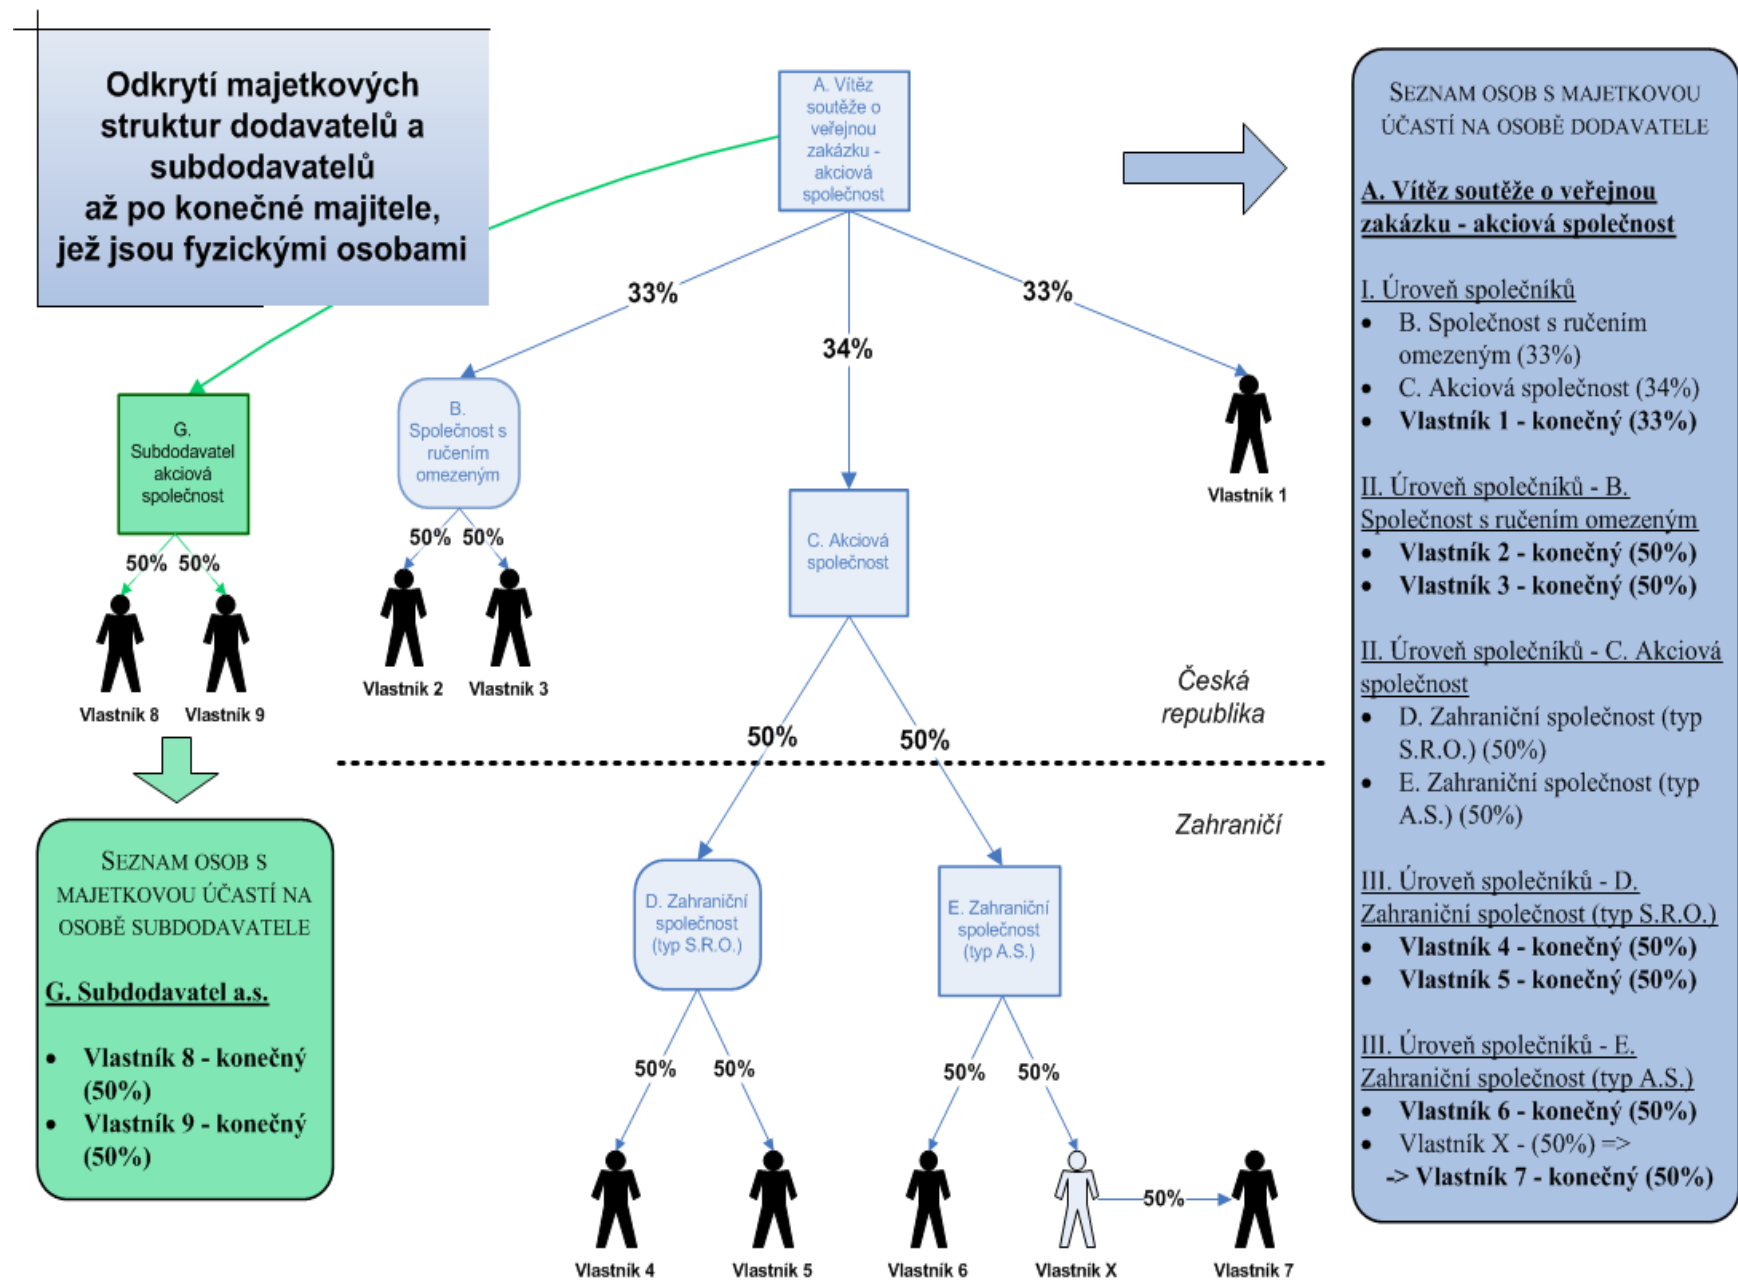 Odkrytí majetkových
struktur dodavatelů a
subdodavatelů
až po konečné majitele,
jež jsou fyzickými osobami
A. Vítěz
soutěže o
veřejnou
zakázku -
akciová
společnost
33%
34%
33%
G.
Subdodavatel
akciová
společnost
50% 50%
Vlastník 8
Vlastník 9
B.
Společnost s
ručením
omezeným
50% 50%
Vlastník 2
Vlastník 3
C. Akciová
společnost
Vlastník 1
50%
50%
Česká
republika
Zahraničí
D. Zahraniční
společnost
(typ S.R.O.)
E. Zahraniční
společnost
(typ A.S.)
50%
50%
50%
50%
50%
Vlastník 4
Vlastník 5
Vlastník 6
Vlastník X
Vlastník 7
SEZNAM OSOB S
MAJETKOVOU ÚČASTÍ NA
OSOBĚ SUBDODAVATELE
G. Subdodavatel a.s.
• Vlastník 8 - konečný
(50%)
• Vlastník 9 - konečný
(50%)
SEZNAM OSOB S MAJETKOVOU
ÚČASTÍ NA OSOBĚ DODAVATELE
A. Vítěz soutěže o veřejnou
zakázku - akciová společnost
I. Úroveň společníků
• B. Společnost s ručením
omezeným (33%)
• C. Akciová společnost (34%)
• Vlastník 1 - konečný (33%)
II. Úroveň společníků - B.
Společnost s ručením omezeným
• Vlastník 2 - konečný (50%)
• Vlastník 3 - konečný (50%)
II. Úroveň společníků - C. Akciová
společnost
• D. Zahraniční společnost (typ
S.R.O.) (50%)
• E. Zahraniční společnost (typ
A.S.) (50%)
III. Úroveň společníků - D.
Zahraniční společnost (typ S.R.O.)
• Vlastník 4 - konečný (50%)
• Vlastník 5 - konečný (50%)
III. Úroveň společníků - E.
Zahraniční společnost (typ A.S.)
• Vlastník 6 - konečný (50%)
• Vlastník X - (50%) =>
-> Vlastník 7 - konečný (50%)